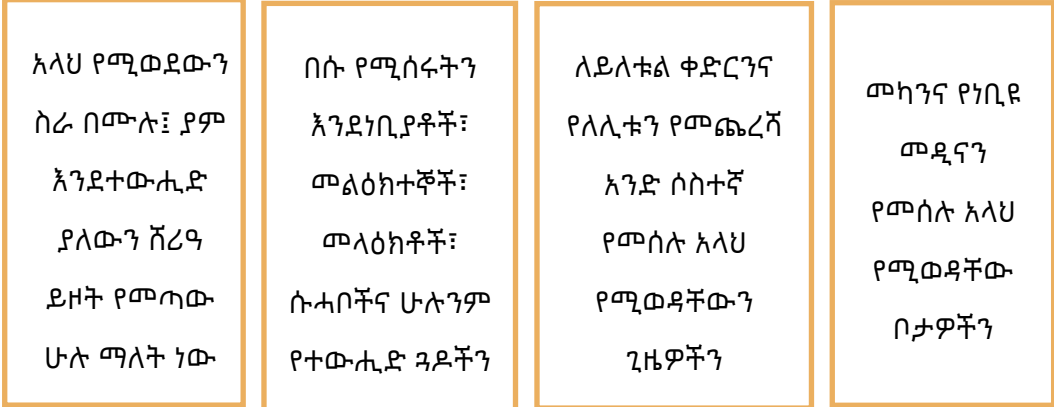 አላህ የሚወደውን
ስራ በሙሉ፤ ያም
እንደተውሒድ
ያለውን ሸሪዓ
ይዞት የመጣው
ሁሉ ማለት ነው
በሱ የሚሰሩትን
እንደነቢያቶች፣
መልዕክተኞች፣
መላዕክቶች፣
ሱሓቦችና ሁሉንም
የተውሒድ ጓዶችን
ለይለቱል ቀድርንና
የለሊቱን የመጨረሻ
አንድ ሶስተኛ
የመሰሉ አላህ
የሚወዳቸውን
ጊዜዎችን
መካንና የነቢዩ
መዲናን
የመሰሉ አላህ
የሚወዳቸው
ቦታዎችን